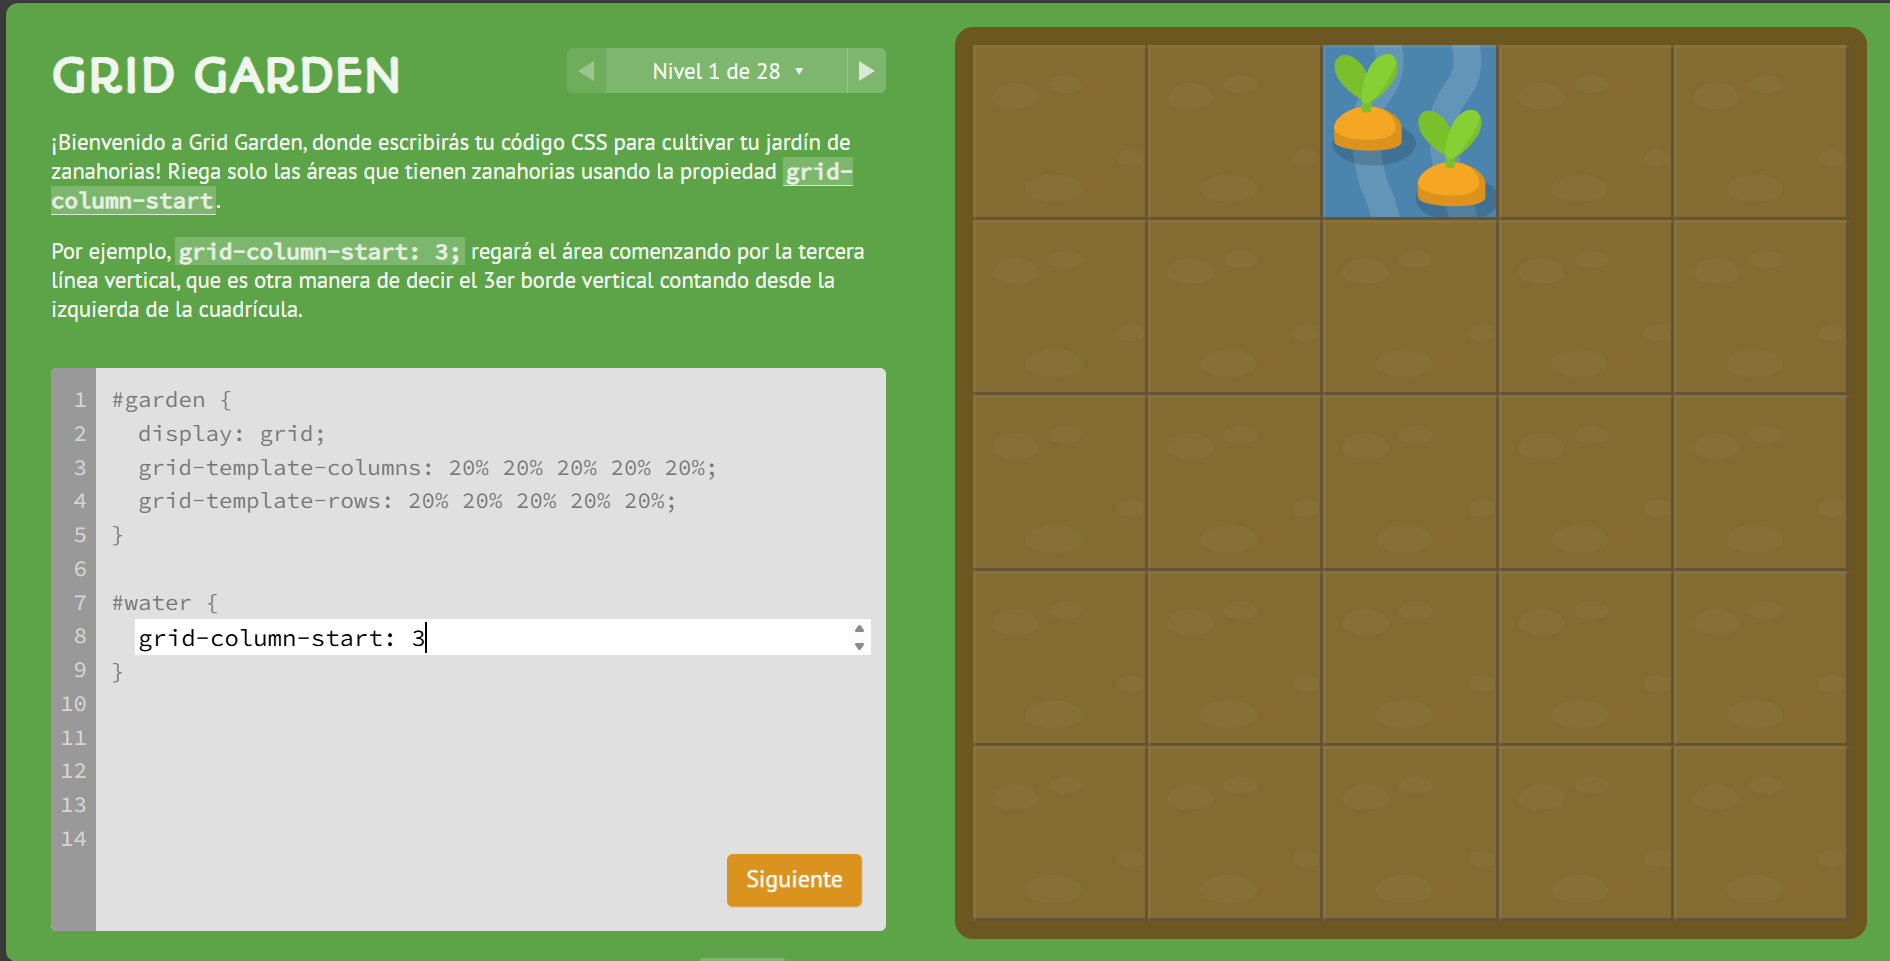 GRID GARDEN
Nivel 1 de 28
¡Bienvenido a Grid Garden, donde escribirás tu código CSS para cultivar tu jardín de
zanahorias! Riega solo las áreas que tienen zanahorias usando la propiedad grid-
column-start.
Por ejemplo, grid-column-start: 3; regará el área comenzando por la tercera
línea vertical, que es otra manera de decir el 3er borde vertical contando desde la
izquierda de la cuadrícula.
1 #garden {
2 display: grid;
3 grid-template-columns: 20% 20% 20% 20% 20%;
4 grid-template-rows: 20% 20% 20% 20% 20%;
5 }
6
7 #water {
8 grid-column-start: 3
9 }
10
11
12
13
14
Siguiente